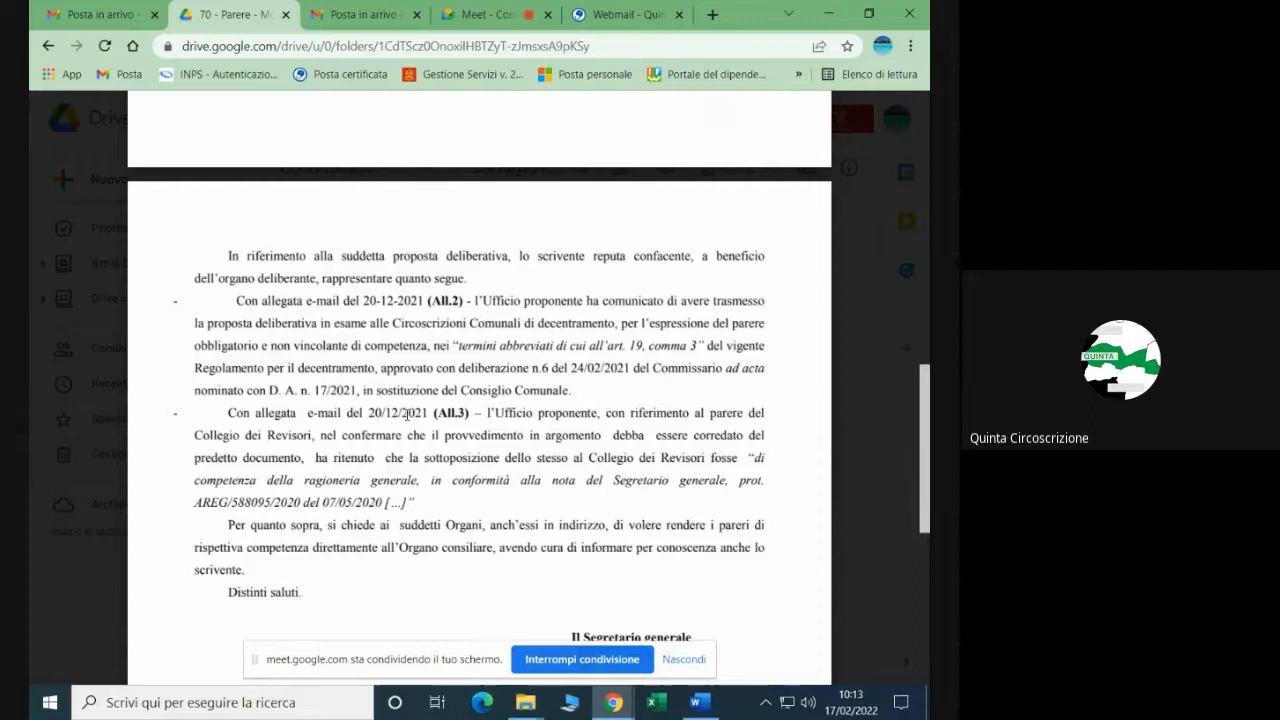 Posta in arrivo -
70 - Parere - Mo
Posta in arrivo
Meet - Con
Webmail - Quin
drive.google.com/drive/u/0/folders/1CdTScz0OnoxiIHBTZyT-zJmsxsA9pKSy
App
Posta
INPS - Autenticazio...
Posta certificata
Gestione Servizi v. 2...
Posta personale
Portale del dipende...
»
Elenco di lettura
Drive
Nuovo
In riferimento alla suddetta proposta deliberativa, lo scrivente reputa confacente, a beneficio
dell'organo deliberante, rappresentare quanto segue.
- Con allegata e-mail del 20-12-2021 (All.2) - l'Ufficio proponente ha comunicato di avere trasmesso
la proposta deliberativa in esame alle Circoscrizioni Comunali di decentramento, per l'espressione del parere
obbligatorio e non vincolante di competenza, nei "termini abbreviati di cui all'art. 19, comma 3" del vigente
Regolamento per il decentramento, approvato con deliberazione n.6 del 24/02/2021 del Commissario ad acta
nominato con D. A. n. 17/2021, in sostituzione del Consiglio Comunale.
- Con allegata e-mail del 20/12/2021 (All.3) – l'Ufficio proponente, con riferimento al parere del
Collegio dei Revisori, nel confermare che il provvedimento in argomento debba essere corredato del
predetto documento, ha ritenuto che la sottoposizione dello stesso al Collegio dei Revisori fosse "di
competenza della ragioneria generale, in conformità alla nota del Segretario generale, prot.
AREG/588095/2020 del 07/05/2020 […]"
Per quanto sopra, si chiede ai suddetti Organi, anch'essi in indirizzo, di volere rendere i pareri di
rispettiva competenza direttamente all'Organo consiliare, avendo cura di informare per conoscenza anche lo
scrivente.
Distinti saluti.
Il Segretario generale
meet.google.com sta condividendo il tuo schermo.
Interrompi condivisione
Nascondi
Scrivi qui per eseguire la ricerca
10:13
17/02/2022
QUINTA
Quinta Circoscrizione